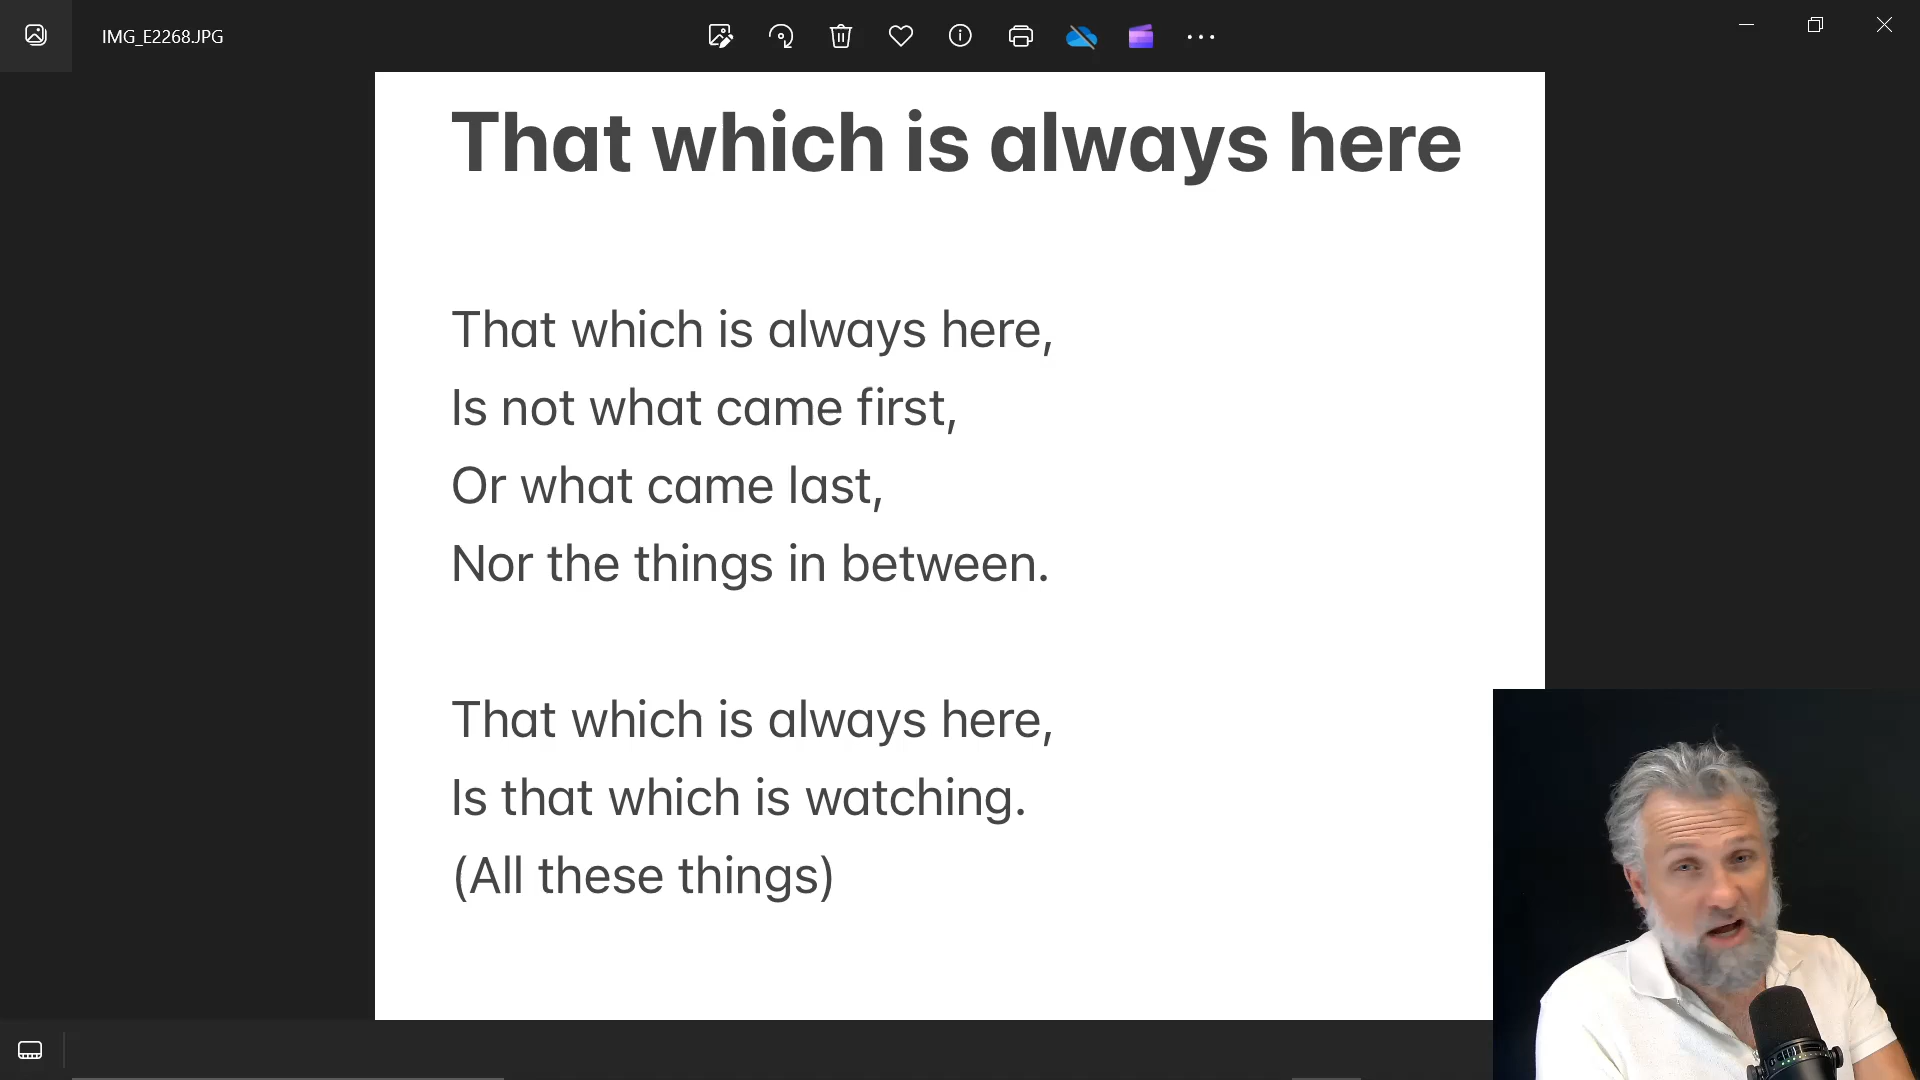 IMG_E2268.JPG
That which is always here
That which is always here,
Is not what came first,
Or what came last,
Nor the things in between.
That which is always here,
Is that which is watching.
(All these things)